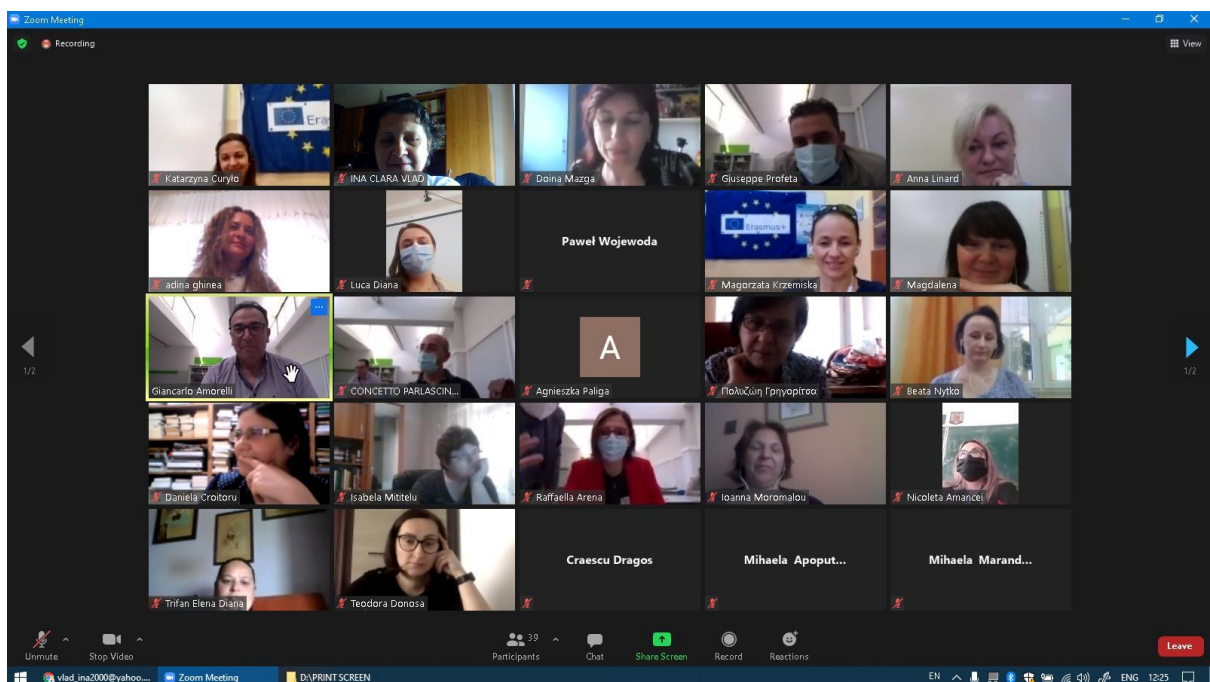 Zoom Meeting
Recording
View
Era
Katarzyna Curyło
INA CLARA VLAD
Doina Mazga
Giuseppe Profeta
Anna Linard
Erasmus+
adina ghinea
Luca Diana
Paweł Wojewoda
Magorzata Krzemiska
Magdalena
1/2
A
1/2
Giancarlo Amorelli
CONCETTO PARLASCIN...
Agnieszka Paliga
Πολυζώη Γρηγορίτσα
Beata Nytko
Daniela Croitoru
Isabela Mititelu
Raffaella Arena
Ioanna Moromalou
Nicoleta Amancei
Craescu Dragos
Mihaela Apoput...
Mihaela Marand...
Trifan Elena Diana
Teodora Donosa
39
Unmute
Stop Video
Participants
Chat
Share Screen
Record
Reactions
Leave
vlad_ina2000@yahoo....
Zoom Meeting
D:\PRINT SCREEN
EN
ENG
12:25